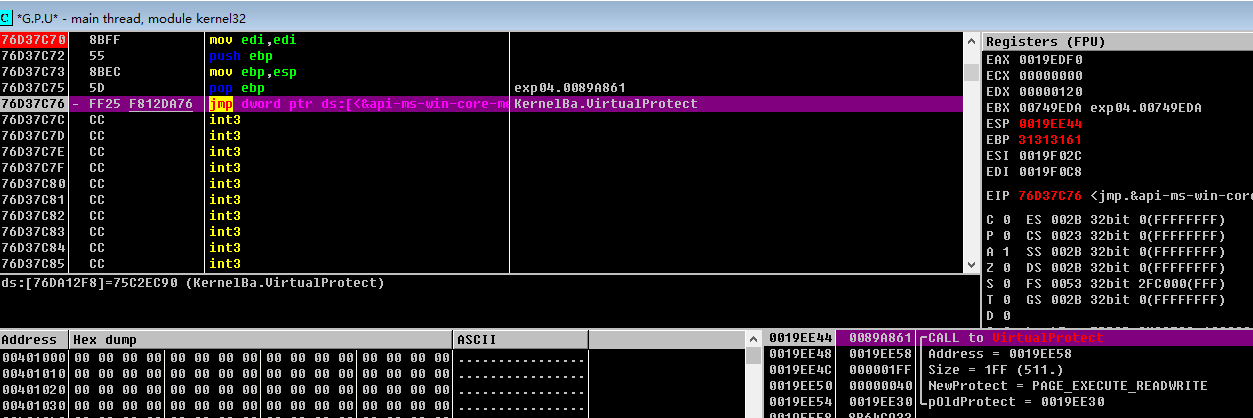 C *G.P.U* - main thread, module kernel32
76D37C70 8BFF mov edi,edi
76D37C72 55 push ebp
76D37C73 8BEC mov ebp,esp
76D37C75 5D pop ebp exp04.0089A861
76D37C76 - FF25 F812DA76 jmp dword ptr ds:[<&api-ms-win-core-me KernelBa.VirtualProtect
76D37C7C CC int3
76D37C7D CC int3
76D37C7E CC int3
76D37C7F CC int3
76D37C80 CC int3
76D37C81 CC int3
76D37C82 CC int3
76D37C83 CC int3
76D37C84 CC int3
76D37C85 CC int3
ds:[76DA12F8]=75C2EC90 (KernelBa.VirtualProtect)
Registers (FPU)
EAX 0019EDF0
ECX 00000000
EDX 00000120
EBX 00749EDA exp04.00749EDA
ESP 0019EE44
EBP 31313161
ESI 0019F02C
EDI 0019F0C8
EIP 76D37C76 <jmp.&api-ms-win-core
C 0 ES 002B 32bit 0(FFFFFFFF)
P 0 CS 0023 32bit 0(FFFFFFFF)
A 1 SS 002B 32bit 0(FFFFFFFF)
Z 0 DS 002B 32bit 0(FFFFFFFF)
S 0 FS 0053 32bit 2FC000(FFF)
T 0 GS 002B 32bit 0(FFFFFFFF)
D 0
Address Hex dump ASCII
00401000 00 00 00 00 00 00 00 00 00 00 00 00 00 00 00 00 ................
00401010 00 00 00 00 00 00 00 00 00 00 00 00 00 00 00 00 ................
00401020 00 00 00 00 00 00 00 00 00 00 00 00 00 00 00 00 ................
00401030 00 00 00 00 00 00 00 00 00 00 00 00 00 00 00 00 ................
0019EE44 0089A861 CALL to VirtualProtect
0019EE48 0019EE58 Address = 0019EE58
0019EE4C 000001FF Size = 1FF (511.)
0019EE50 00000040 NewProtect = PAGE_EXECUTE_READWRITE
0019EE54 0019EE30 pOldProtect = 0019EE30